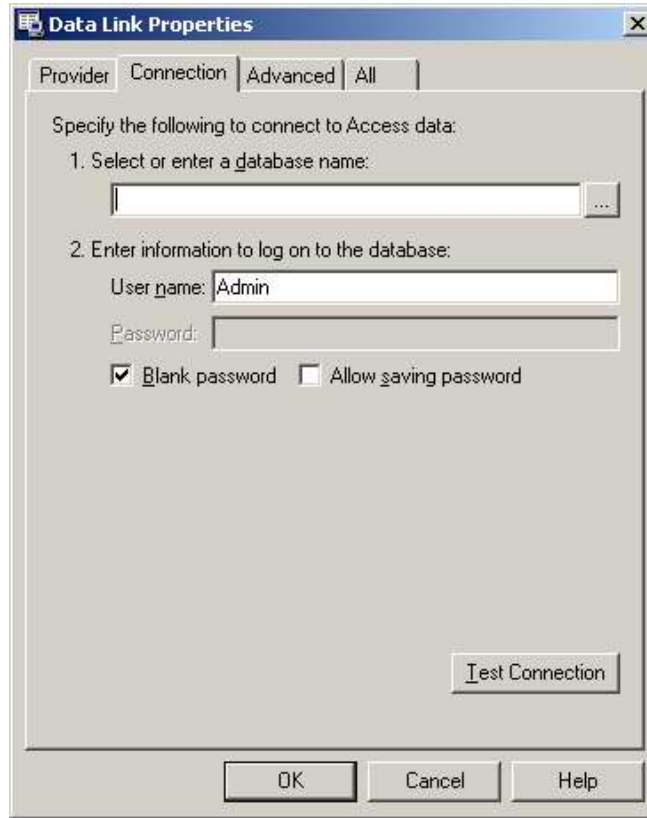 Data Link Properties
Provider Connection Advanced All
Specify the following to connect to Access data:
1. Select or enter a database name:
...
2. Enter information to log on to the database:
User name: Admin
Password:
Blank password Allow saving password
Test Connection
OK Cancel Help